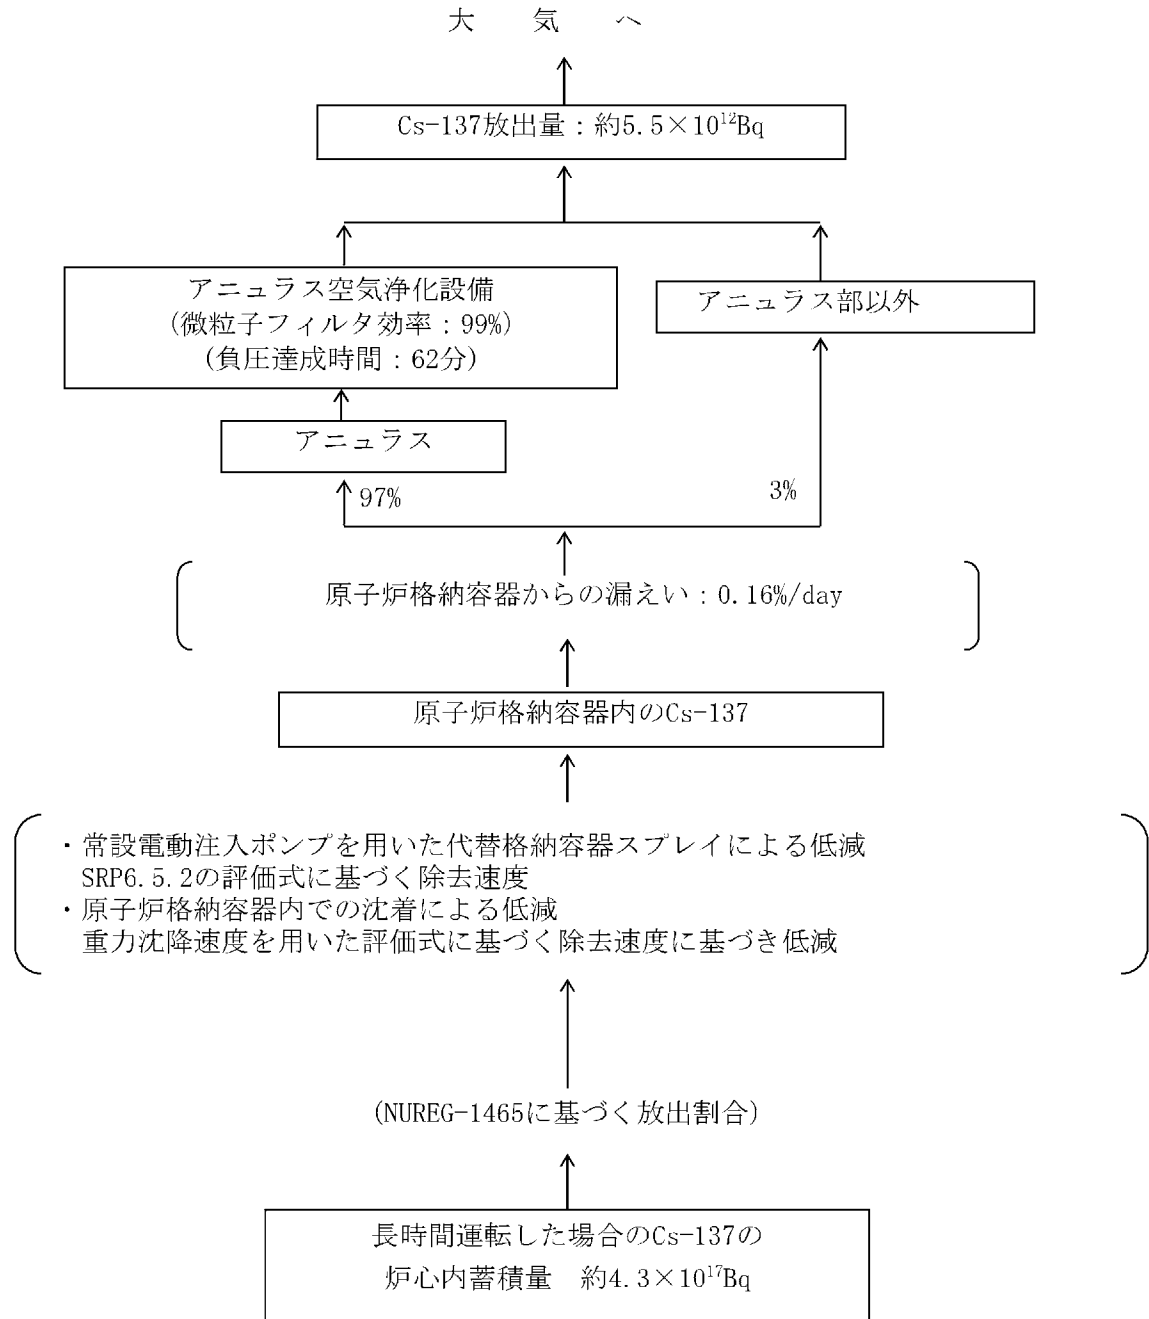 大　気　へ
Cs-137放出量：約5.5×10¹²Bq
アニュラス空気浄化設備
(微粒子フィルタ効率：99%)
(負圧達成時間：62分)
アニュラス部以外
アニュラス
97%
3%
原子炉格納容器からの漏えい：0.16%/day
原子炉格納容器内のCs-137
・常設電動注入ポンプを用いた代替格納容器スプレイによる低減
SRP6.5.2の評価式に基づく除去速度
・原子炉格納容器内での沈着による低減
重力沈降速度を用いた評価式に基づく除去速度に基づき低減
(NUREG-1465に基づく放出割合)
長時間運転した場合のCs-137の
炉心内蓄積量　約4.3×10¹⁷Bq